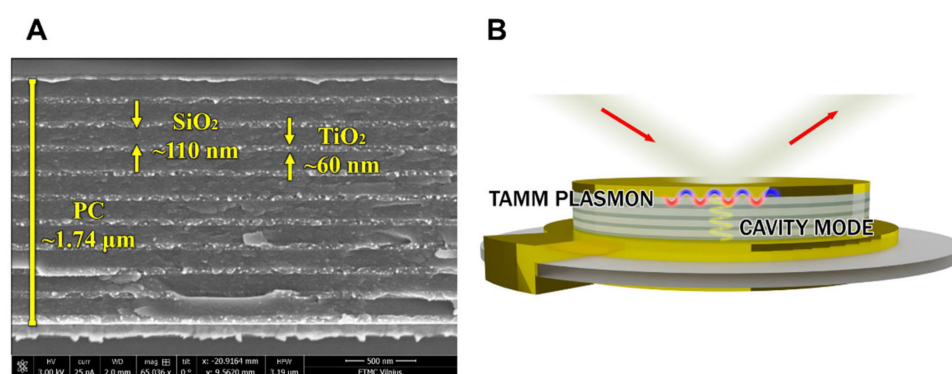 A
B
SiO₂
~110 nm
TiO₂
~60 nm
PC
~1.74 μm
TAMM PLASMON
CAVITY MODE
HV curr WD mag ⊞ tilt x: -20.9164 mm HFW 500 nm
3.00 kV 25 pA 2.0 mm 65 036 x 0 ° y: 9.5620 mm 3.19 μm FTMC Vilnius